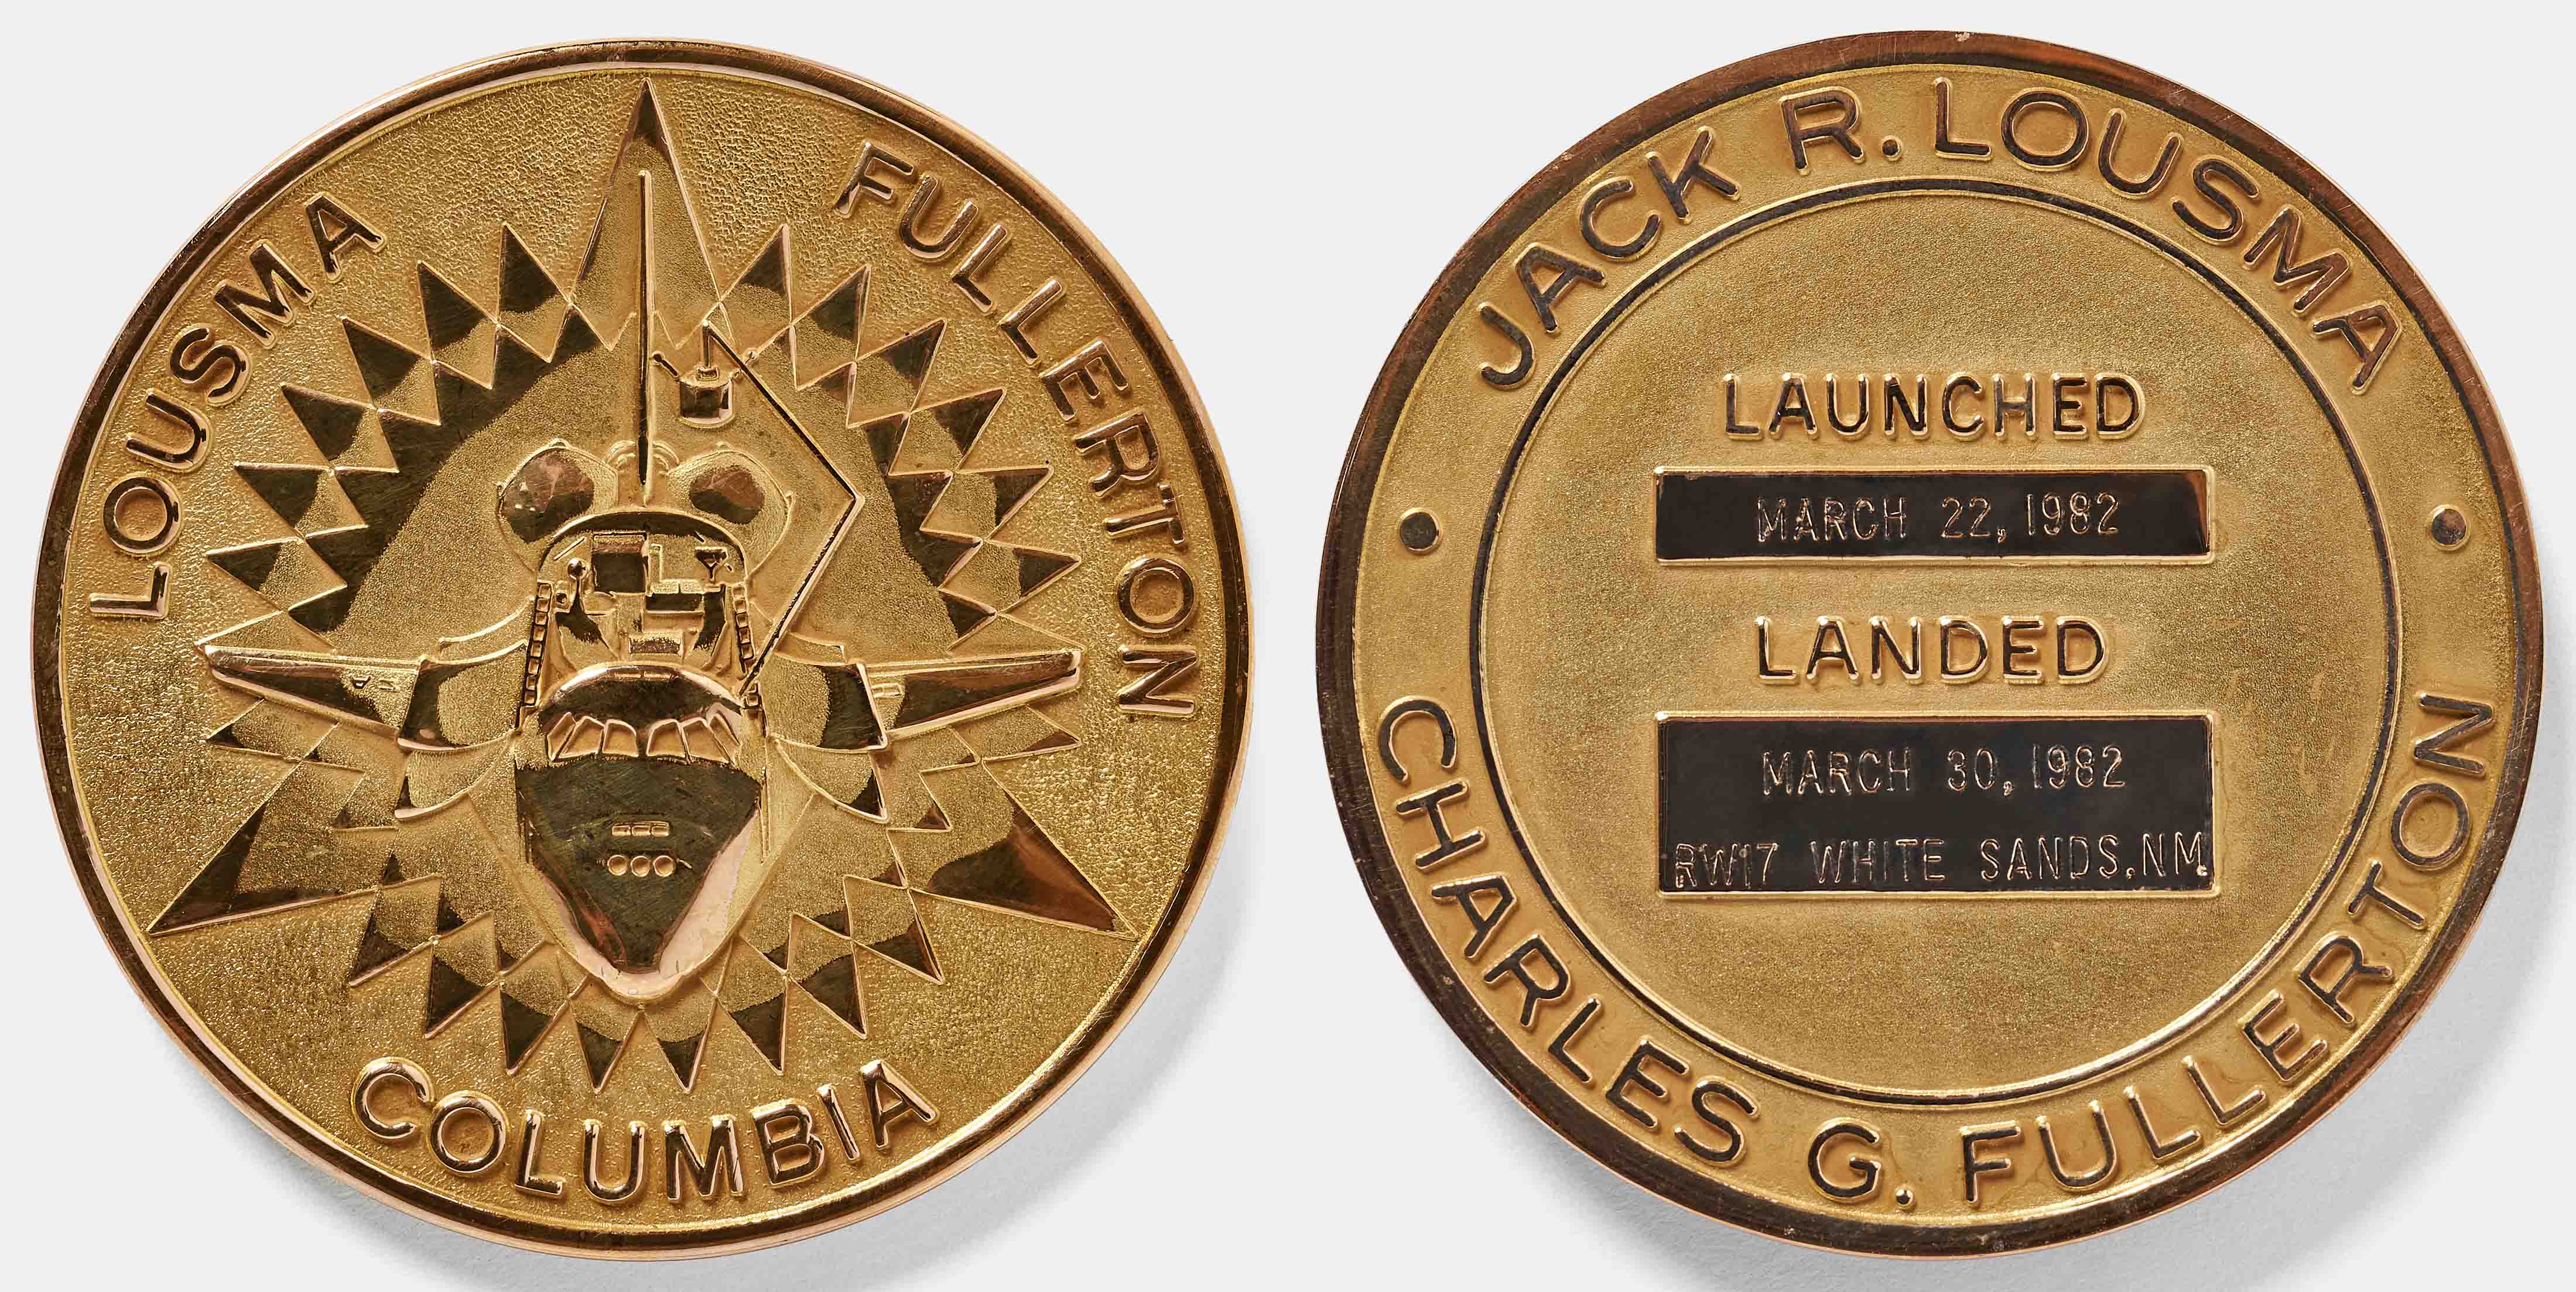 LOUSMA
FULLERTON
COLUMBIA
JACK R. LOUSMA
LAUNCHED
MARCH 22, 1982
LANDED
MARCH 30, 1982
RW17 WHITE SANDS.NM.
CHARLES G. FULLERTON